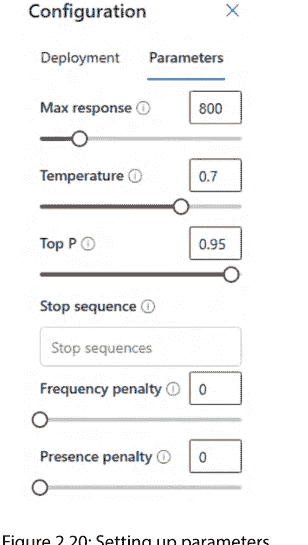 Configuration
Deployment Parameters
Max response 800
Temperature 0.7
Top P 0.95
Stop sequence
Stop sequences
Frequency penalty 0
Presence penalty 0
Figure 2.20: Setting up parameters